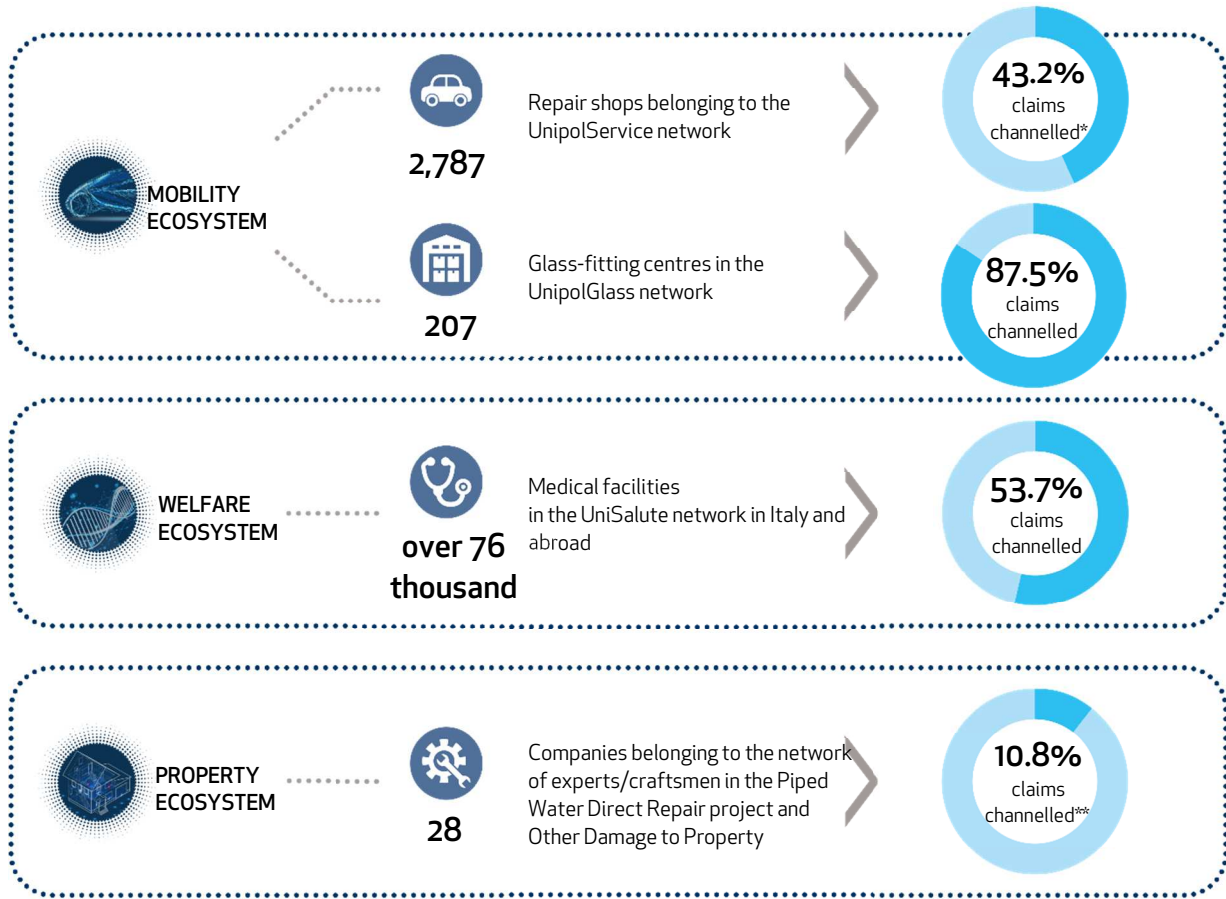 MOBILITY
ECOSYSTEM
2,787
Repair shops belonging to the
UnipolService network
43.2%
claims
channelled*
207
Glass-fitting centres in the
UnipolGlass network
87.5%
claims
channelled
WELFARE
ECOSYSTEM
over 76
thousand
Medical facilities
in the UniSalute network in Italy and
abroad
53.7%
claims
channelled
PROPERTY
ECOSYSTEM
28
Companies belonging to the network
of experts/craftsmen in the Piped
Water Direct Repair project and
Other Damage to Property
10.8%
claims
channelled**